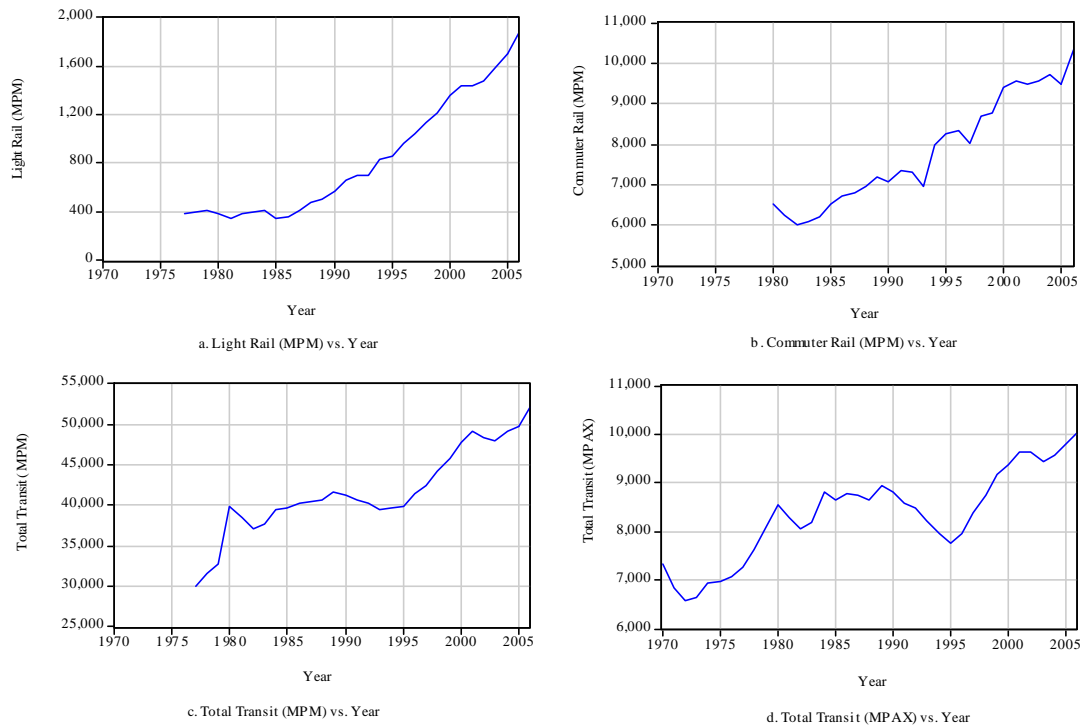 2,000
1,600
1,200
800
400
0
Light Rail (MPM)
1970 1975 1980 1985 1990 1995 2000 2005
Year
a. Light Rail (MPM) vs. Year
11,000
10,000
9,000
8,000
7,000
6,000
5,000
Commuter Rail (MPM)
1970 1975 1980 1985 1990 1995 2000 2005
Year
b. Commuter Rail (MPM) vs. Year
55,000
50,000
45,000
40,000
35,000
30,000
25,000
Total Transit (MPM)
1970 1975 1980 1985 1990 1995 2000 2005
Year
c. Total Transit (MPM) vs. Year
11,000
10,000
9,000
8,000
7,000
6,000
Total Transit (MPAX)
1970 1975 1980 1985 1990 1995 2000 2005
Year
d. Total Transit (MPAX) vs. Year